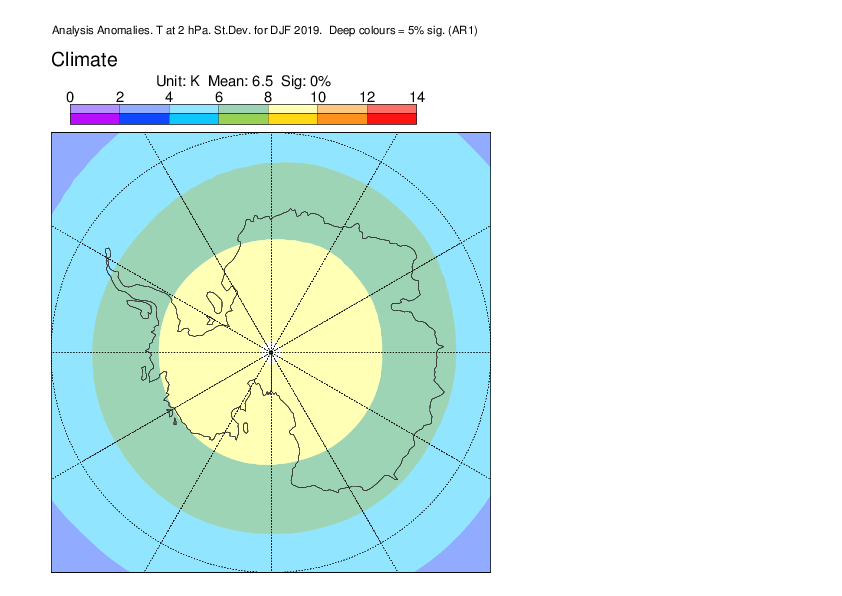 Analysis Anomalies. T at 2 hPa. St.Dev. for DJF 2019.  Deep colours = 5% sig. (AR1)
Climate
Unit: K  Mean: 6.5  Sig: 0%
0 2 4 6 8 10 12 14